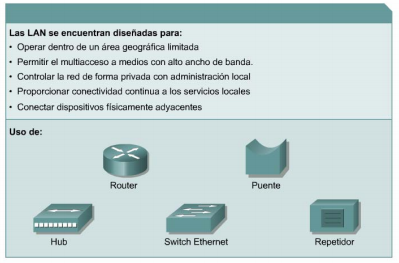 Las LAN se encuentran diseñadas para:
• Operar dentro de un área geográfica limitada
• Permitir el multiacceso a medios con alto ancho de banda.
• Controlar la red de forma privada con administración local
• Proporcionar conectividad continua a los servicios locales
• Conectar dispositivos físicamente adyacentes
Uso de:
Router
Puente
Hub
Switch Ethernet
Repetidor